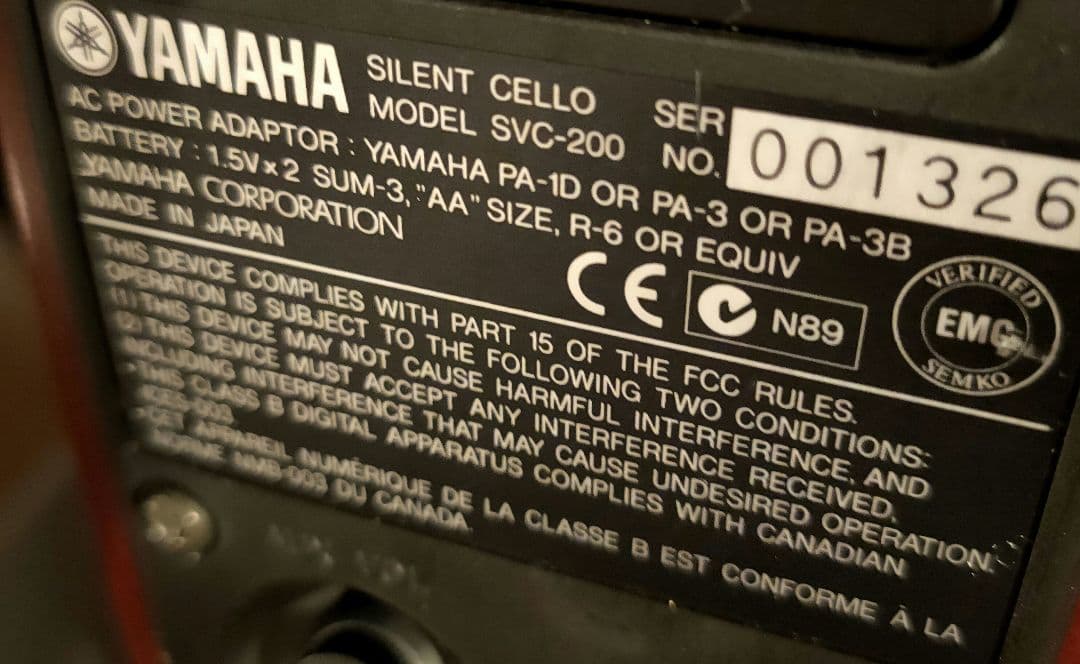 YAMAHA SILENT CELLO
MODEL SVC-200
SER
NO. 001326
AC POWER ADAPTOR : YAMAHA PA-1D OR PA-3 OR PA-3B
BATTERY : 1.5V×2 SUM-3, "AA" SIZE, R-6 OR EQUIV
YAMAHA CORPORATION
MADE IN JAPAN
CE N89
VERIFIED
EMC
SEMKO
THIS DEVICE COMPLIES WITH PART 15 OF THE FCC RULES.
OPERATION IS SUBJECT TO THE FOLLOWING TWO CONDITIONS:
(1) THIS DEVICE MAY NOT CAUSE HARMFUL INTERFERENCE, AND
(2) THIS DEVICE MUST ACCEPT ANY INTERFERENCE RECEIVED,
INCLUDING INTERFERENCE THAT MAY CAUSE UNDESIRED OPERATION.
• THIS CLASS B DIGITAL APPARATUS COMPLIES WITH CANADIAN
ICES-003.
• CET APPAREIL NUMÉRIQUE DE LA CLASSE B EST CONFORME À LA
NORME NMB-003 DU CANADA.
AUX VOL